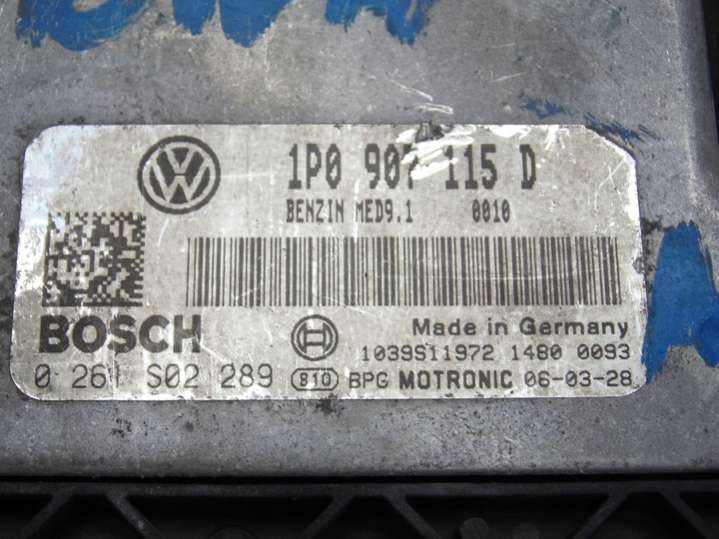 1P0 907 115 D
BENZIN MED9.1 0010
BOSCH
Made in Germany
1039S11972 1480 0093
0 261 S02 289 B10 BPG MOTRONIC 06-03-28